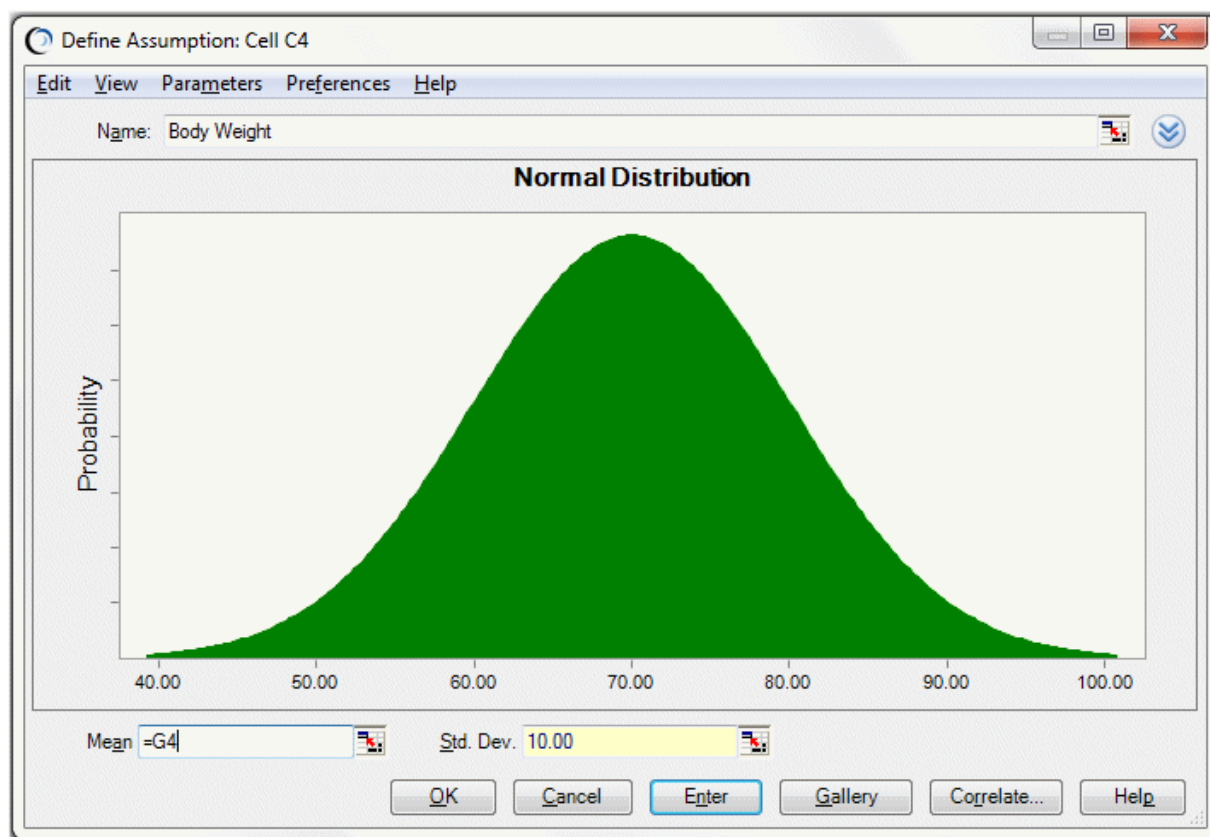 Define Assumption: Cell C4
Edit View Parameters Preferences Help
Name: Body Weight
Normal Distribution
Probability
40.00 50.00 60.00 70.00 80.00 90.00 100.00
Mean =G4 Std. Dev. 10.00
OK Cancel Enter Gallery Correlate... Help